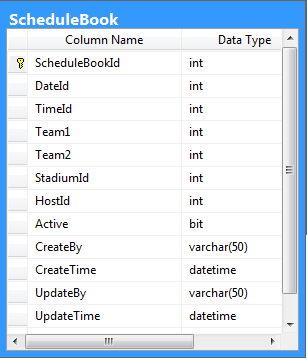 ScheduleBook
Column Name Data Type
ScheduleBookId int
DateId int
TimeId int
Team1 int
Team2 int
StadiumId int
HostId int
Active bit
CreateBy varchar(50)
CreateTime datetime
UpdateBy varchar(50)
UpdateTime datetime